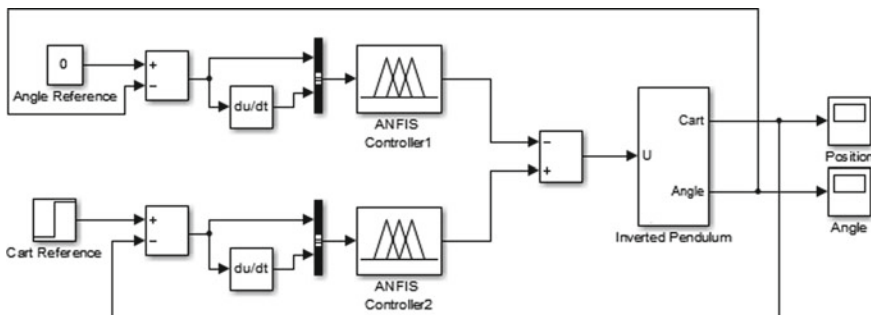 0
+
−
Angle Reference
du/dt
ANFIS
Controller1
−
+
U
Cart
Angle
Inverted Pendulum
Position
Angle
+
−
Cart Reference
du/dt
ANFIS
Controller2